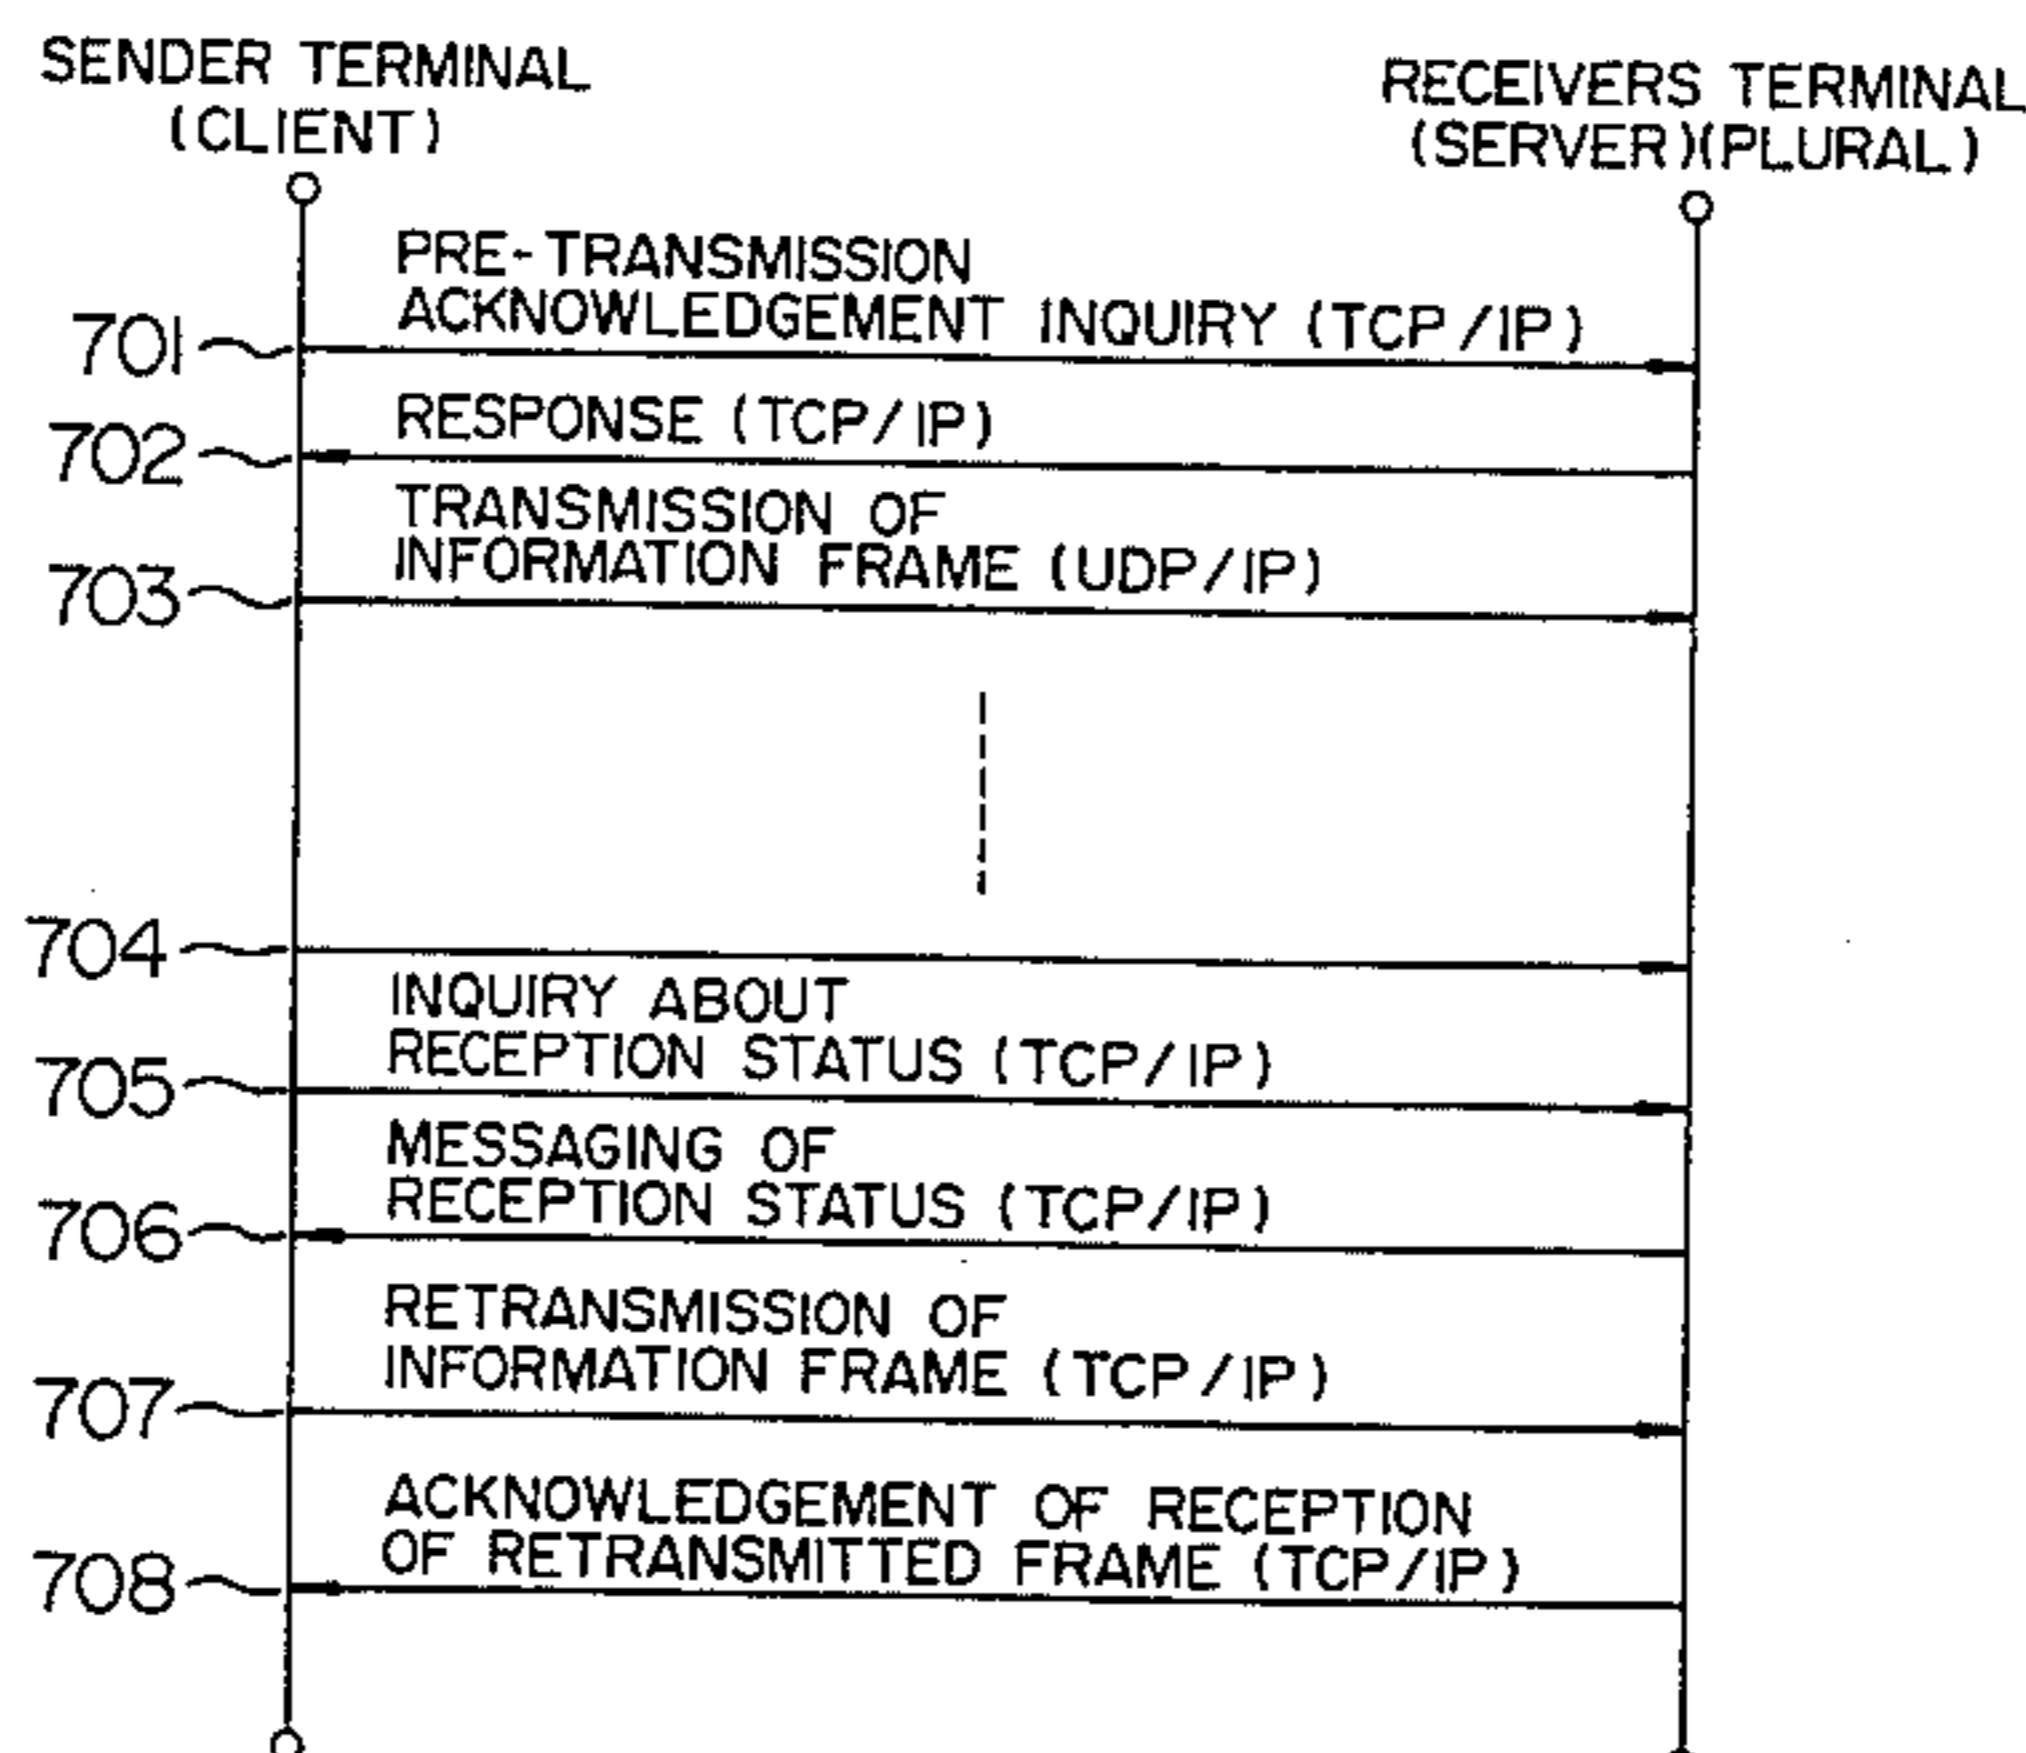 SENDER TERMINAL
(CLIENT)
RECEIVERS TERMINAL
(SERVER)(PLURAL)
PRE-TRANSMISSION
ACKNOWLEDGEMENT INQUIRY (TCP/IP)
701
RESPONSE (TCP/IP)
702
TRANSMISSION OF
INFORMATION FRAME (UDP/IP)
703
704
INQUIRY ABOUT
RECEPTION STATUS (TCP/IP)
705
MESSAGING OF
RECEPTION STATUS (TCP/IP)
706
RETRANSMISSION OF
INFORMATION FRAME (TCP/IP)
707
ACKNOWLEDGEMENT OF RECEPTION
OF RETRANSMITTED FRAME (TCP/IP)
708